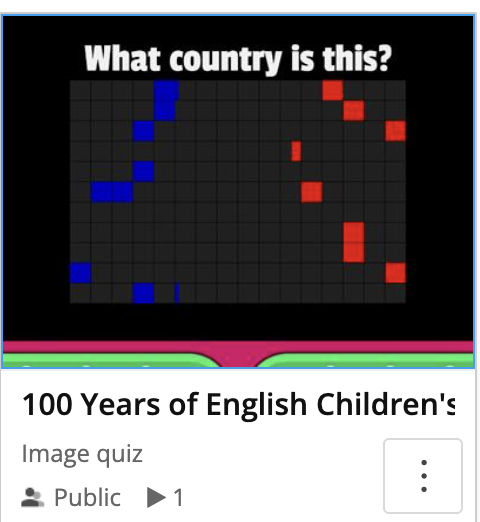 What country is this?
100 Years of English Children's
Image quiz
Public 1